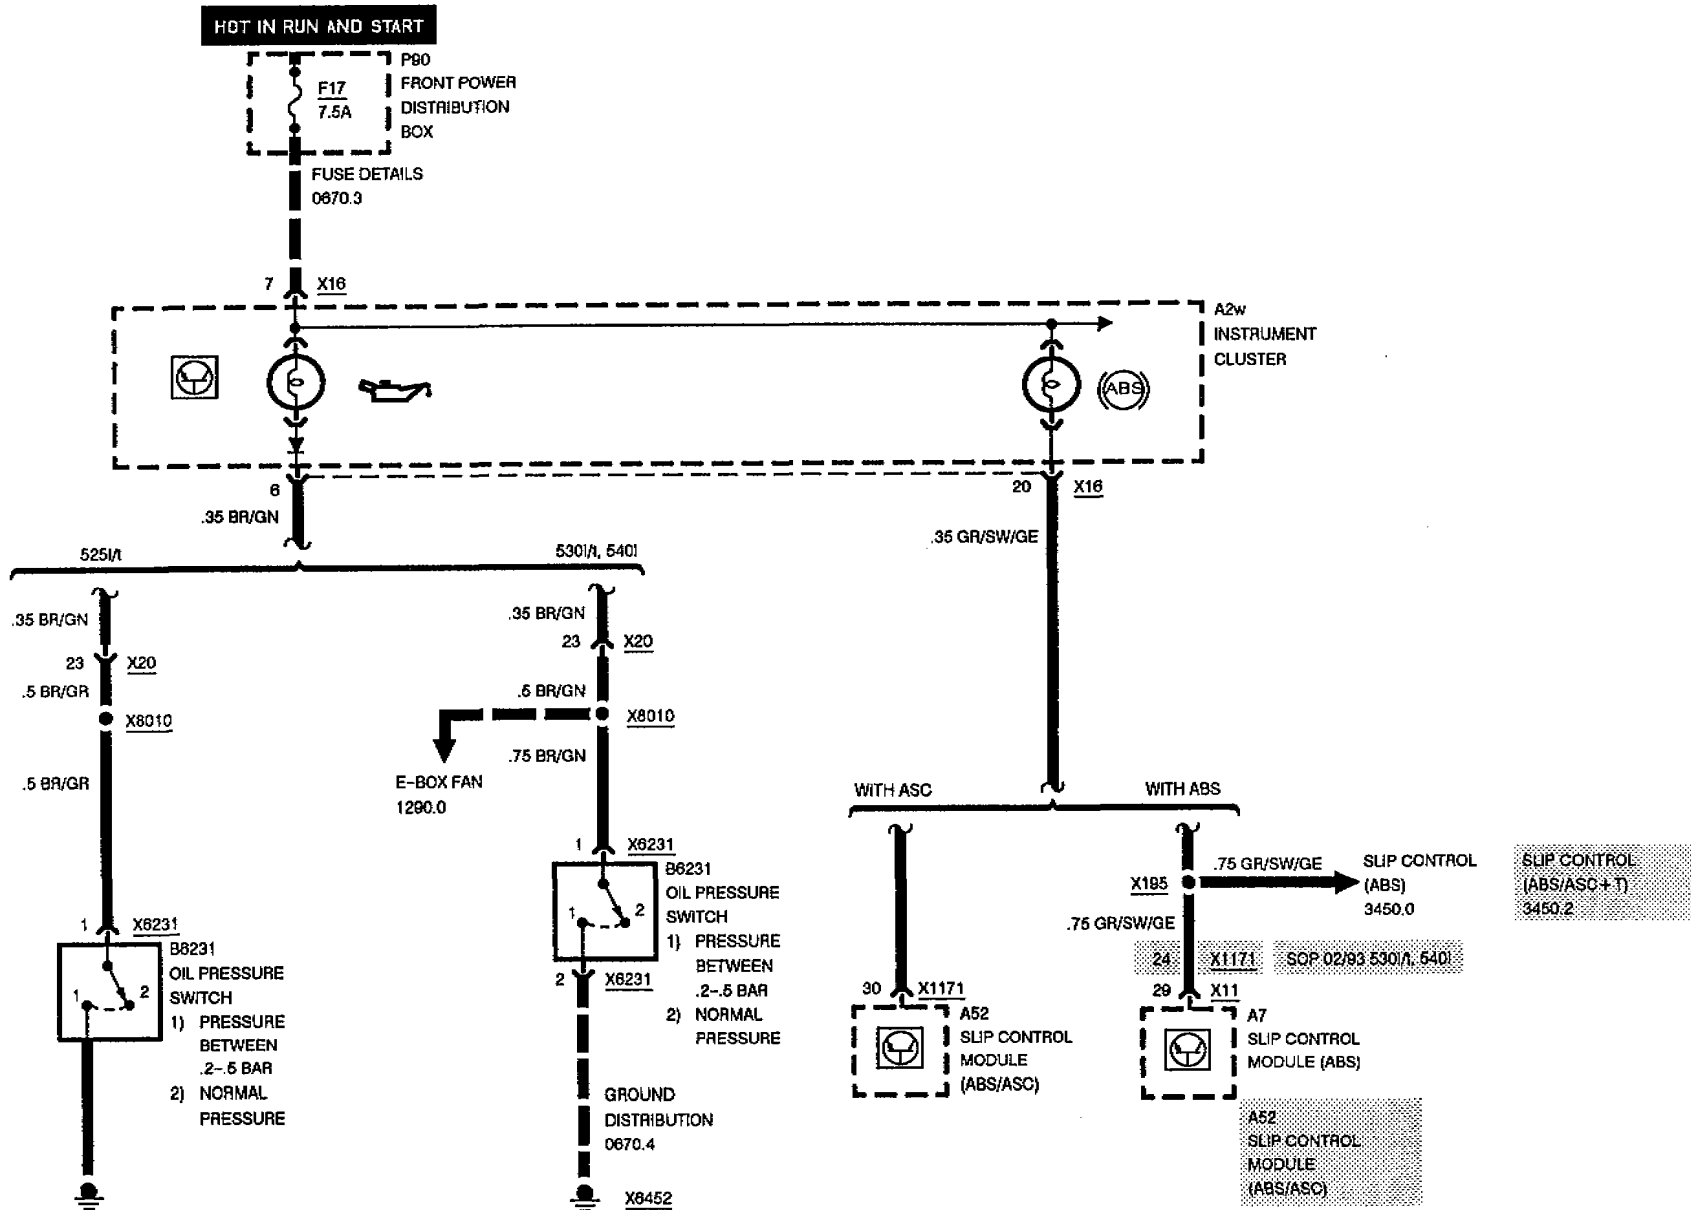 HOT IN RUN AND START
P90
FRONT POWER
DISTRIBUTION
BOX
F17
7.5A
FUSE DETAILS
0670.3
7 X16
A2w
INSTRUMENT
CLUSTER
ABS
6
20 X16
.35 BR/GN
.35 GR/SW/GE
525I/t
530I/t, 540I
.35 BR/GN
23 X20
.5 BR/GR
X8010
.5 BR/GR
1 X6231
B6231
OIL PRESSURE
SWITCH
1) PRESSURE
BETWEEN
.2-.5 BAR
2) NORMAL
PRESSURE
1
2
.35 BR/GN
23 X20
.5 BR/GN
X8010
.75 BR/GN
E-BOX FAN
1290.0
1 X6231
B6231
OIL PRESSURE
SWITCH
1) PRESSURE
BETWEEN
.2-.5 BAR
2) NORMAL
PRESSURE
1
2
2 X6231
GROUND
DISTRIBUTION
0670.4
X6452
WITH ASC
WITH ABS
.75 GR/SW/GE
X195
SLIP CONTROL
(ABS)
3450.0
SLIP CONTROL
(ABS/ASC+T)
3450.2
.75 GR/SW/GE
24 X1171 SOP 02/93 530I/t, 540I
30 X1171
29 X11
A52
SLIP CONTROL
MODULE
(ABS/ASC)
A7
SLIP CONTROL
MODULE (ABS)
A52
SLIP CONTROL
MODULE
(ABS/ASC)